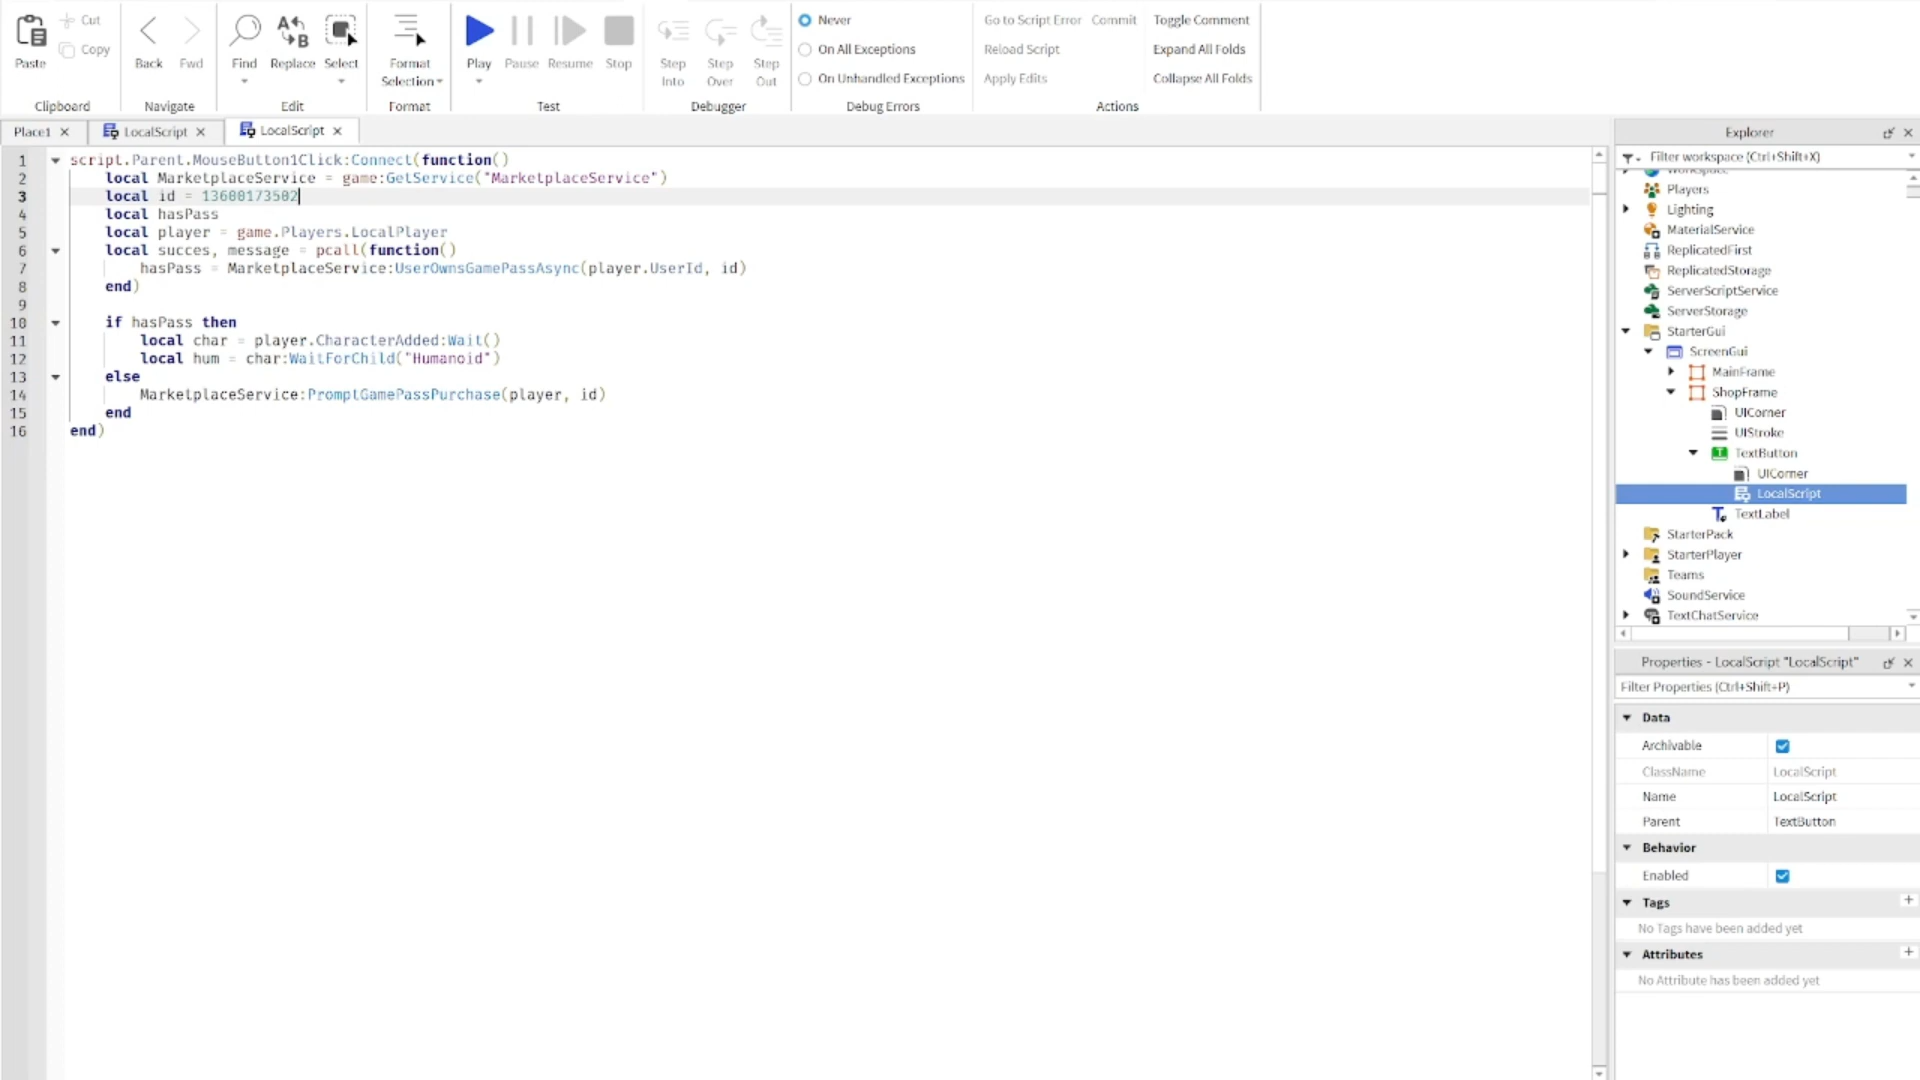 Paste
Cut
Copy
Clipboard
Back
Fwd
Navigate
Find
Replace
Select
Edit
Format
Selection
Format
Play
Pause
Resume
Stop
Test
Step
Into
Step
Over
Step
Out
Debugger
Never
On All Exceptions
On Unhandled Exceptions
Debug Errors
Go to Script Error
Commit
Reload Script
Apply Edits
Toggle Comment
Expand All Folds
Collapse All Folds
Actions
Place1
LocalScript
LocalScript
1 script.Parent.MouseButton1Click:Connect(function()
2 local MarketplaceService = game:GetService("MarketplaceService")
3 local id = 13680173502
4 local hasPass
5 local player = game.Players.LocalPlayer
6 local succes, message = pcall(function()
7 hasPass = MarketplaceService:UserOwnsGamePassAsync(player.UserId, id)
8 end)
9
10 if hasPass then
11 local char = player.CharacterAdded:Wait()
12 local hum = char:WaitForChild("Humanoid")
13 else
14 MarketplaceService:PromptGamePassPurchase(player, id)
15 end
16 end)
Explorer
Filter workspace (Ctrl+Shift+X)
Workspace
Players
Lighting
MaterialService
ReplicatedFirst
ReplicatedStorage
ServerScriptService
ServerStorage
StarterGui
ScreenGui
MainFrame
ShopFrame
UICorner
UIStroke
TextButton
UICorner
LocalScript
TextLabel
StarterPack
StarterPlayer
Teams
SoundService
TextChatService
Properties - LocalScript "LocalScript"
Filter Properties (Ctrl+Shift+P)
Data
Archivable
ClassName LocalScript
Name LocalScript
Parent TextButton
Behavior
Enabled
Tags
No Tags have been added yet
Attributes
No Attribute has been added yet